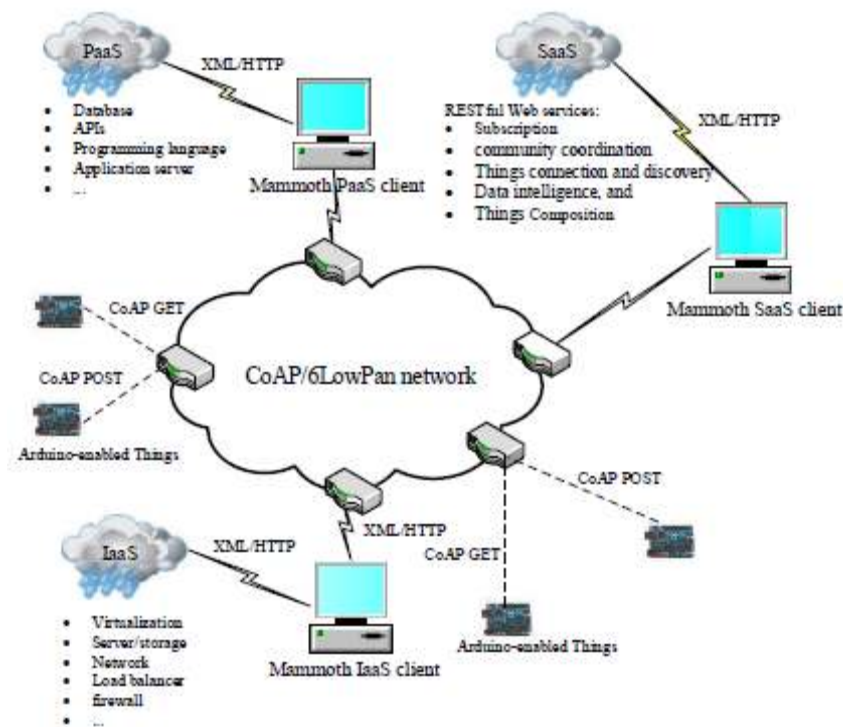 PaaS
XML/HTTP
• Database
• APIs
• Programming language
• Application server
• ...
Mammoth PaaS client
SaaS
XML/HTTP
RESTful Web services:
• Subscription
• community coordination
• Things connection and discovery
• Data intelligence, and
• Things Composition
Mammoth SaaS client
CoAP GET
CoAP POST
Arduino-enabled Things
CoAP/6LowPan network
CoAP POST
CoAP GET
Arduino-enabled Things
IaaS
XML/HTTP
XML/HTTP
• Virtualization
• Server/storage
• Network
• Load balancer
• firewall
• ...
Mammoth IaaS client